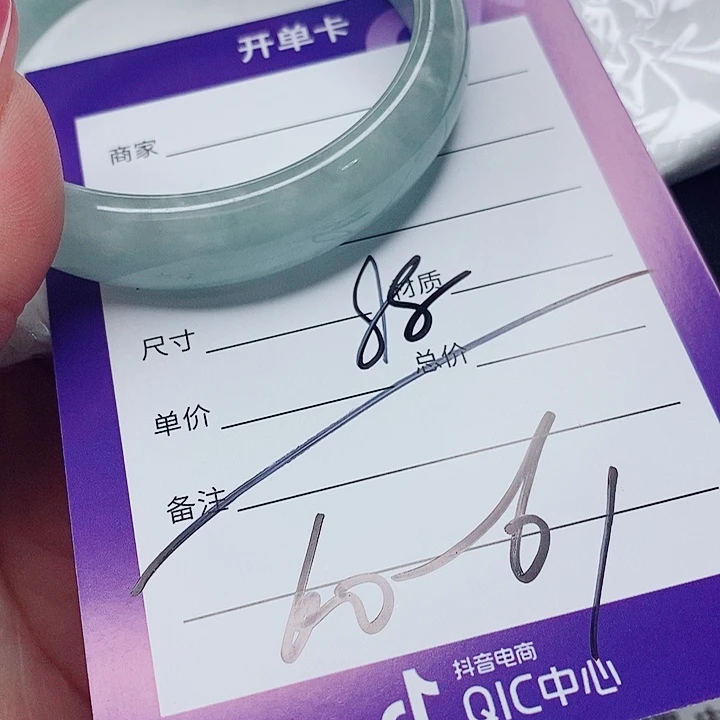 开单卡
商家
材质
88
尺寸
总价
单价
备注
60-61
抖音电商
QIC中心